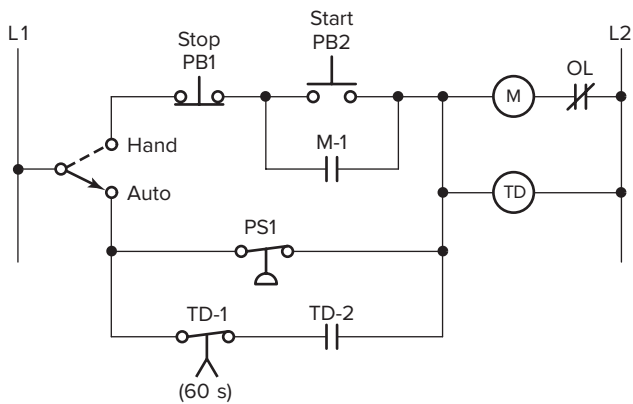 L1
L2
Stop
PB1
Start
PB2
OL
M
M-1
Hand
Auto
TD
PS1
TD-1
TD-2
(60 s)